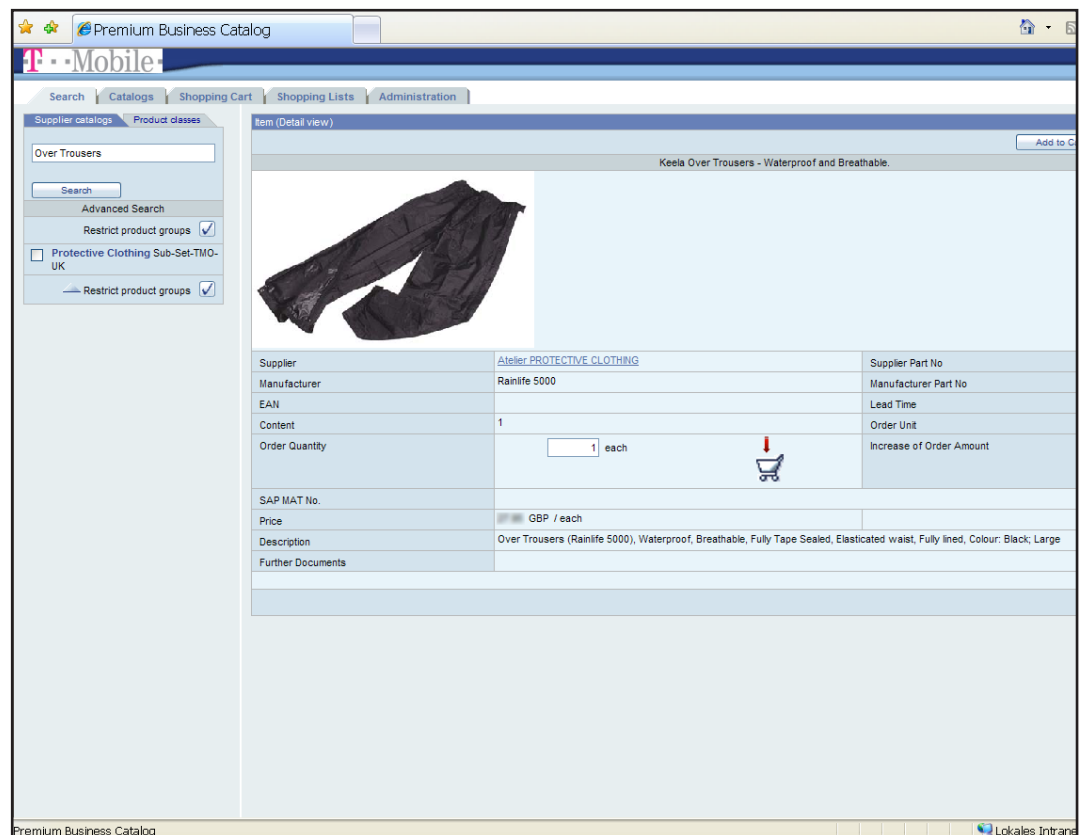 Premium Business Catalog
T··Mobile·
Search Catalogs Shopping Cart Shopping Lists Administration
Supplier catalogs Product classes
Over Trousers
Search
Advanced Search
Restrict product groups
Protective Clothing Sub-Set-TMO-
UK
Restrict product groups
Item (Detail view)
Add to C
Keela Over Trousers - Waterproof and Breathable.
Supplier Atelier PROTECTIVE CLOTHING Supplier Part No
Manufacturer Rainlife 5000 Manufacturer Part No
EAN Lead Time
Content 1 Order Unit
Order Quantity 1 each Increase of Order Amount
SAP MAT No.
Price GBP / each
Description Over Trousers (Rainlife 5000), Waterproof, Breathable, Fully Tape Sealed, Elasticated waist, Fully lined, Colour: Black; Large
Further Documents
Premium Business Catalog Lokales Intrane